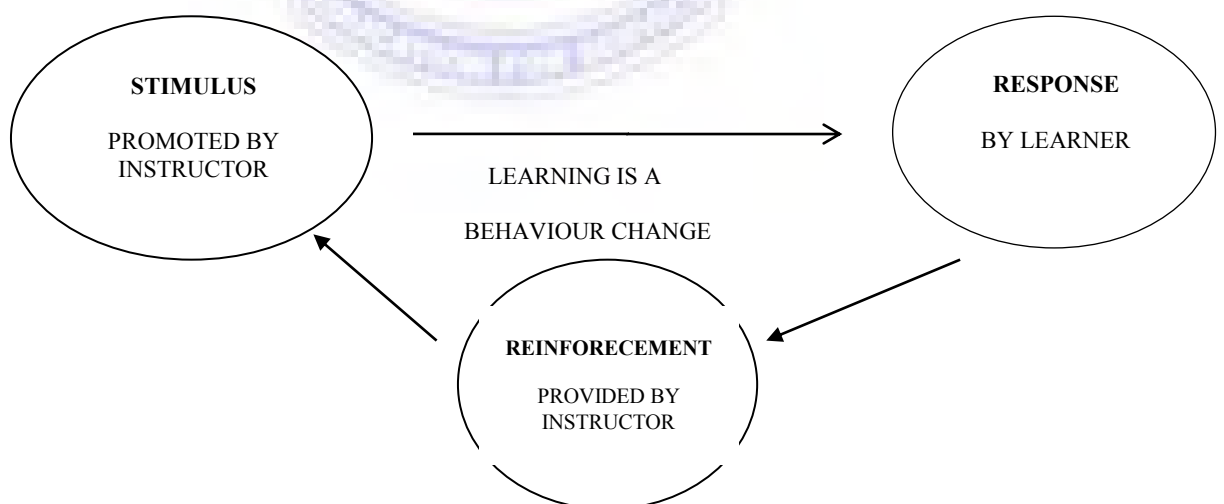 STIMULUS
PROMOTED BY
INSTRUCTOR
RESPONSE
BY LEARNER
LEARNING IS A
BEHAVIOUR CHANGE
REINFORECEMENT
PROVIDED BY
INSTRUCTOR